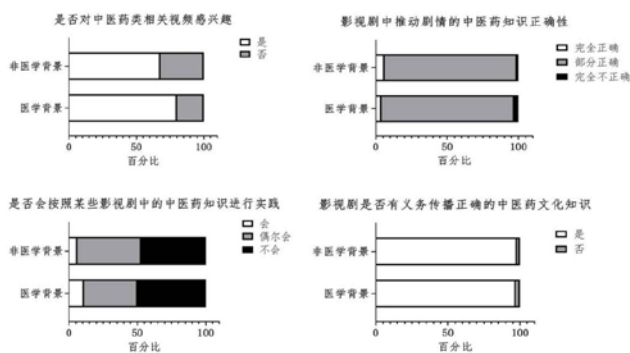 是否对中医药类相关视频感兴趣
是
否
非医学背景
医学背景
0
50
100
百分比
影视剧中推动剧情的中医药知识正确性
完全正确
部分正确
完全不正确
非医学背景
医学背景
0
50
100
百分比
是否会按照某些影视剧中的中医药知识进行实践
会
偶尔会
不会
非医学背景
医学背景
0
50
100
百分比
影视剧是否有义务传播正确的中医药文化知识
是
否
非医学背景
医学背景
0
50
100
百分比